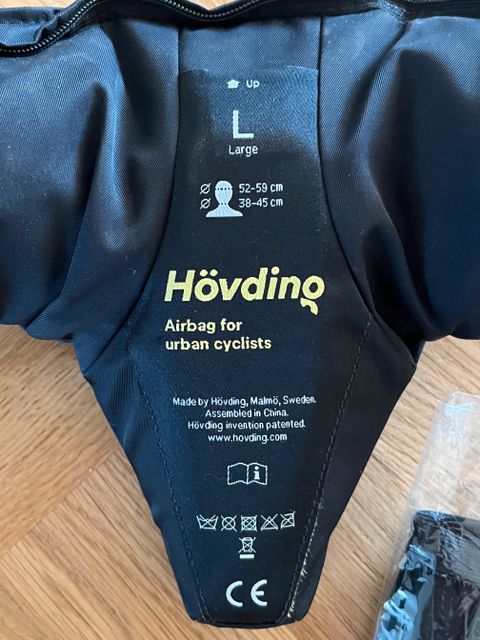 Up
L
Large
52-59 cm
38-45 cm
Hövding
Airbag for
urban cyclists
Made by Hövding, Malmö, Sweden.
Assembled in China.
Hövding invention patented.
www.hovding.com
i
CE